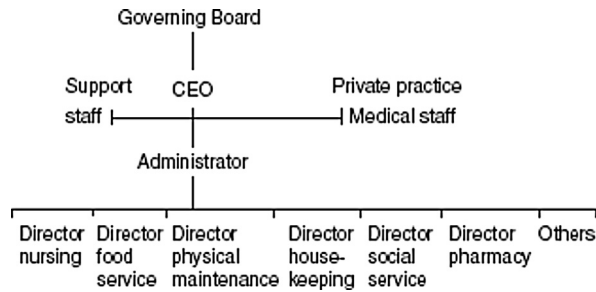 Governing Board
Support
staff
CEO
Private practice
Medical staff
Administrator
Director
nursing
Director
food
service
Director
physical
maintenance
Director
house-
keeping
Director
social
service
Director
pharmacy
Others